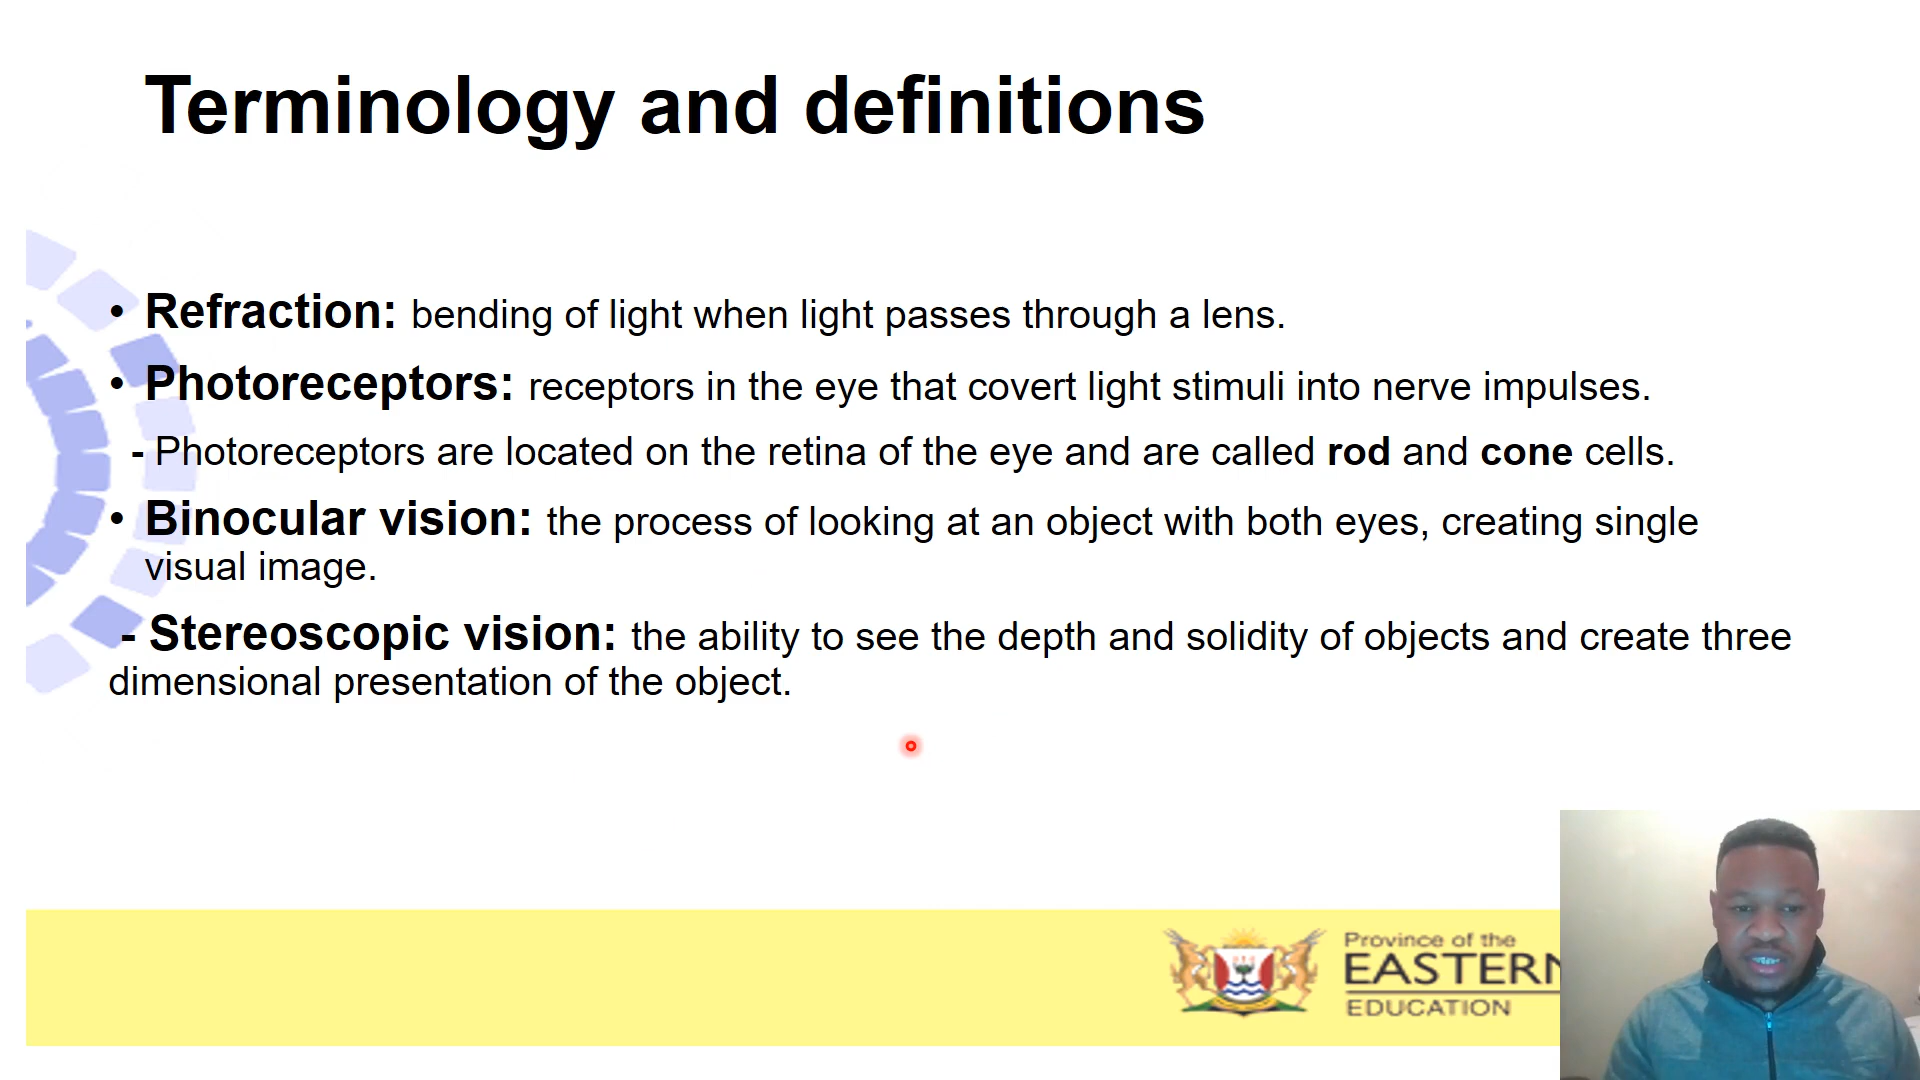 Terminology and definitions
• Refraction: bending of light when light passes through a lens.
• Photoreceptors: receptors in the eye that covert light stimuli into nerve impulses.
- Photoreceptors are located on the retina of the eye and are called rod and cone cells.
• Binocular vision: the process of looking at an object with both eyes, creating single
visual image.
- Stereoscopic vision: the ability to see the depth and solidity of objects and create three
dimensional presentation of the object.
Province of the
EASTERN
EDUCATION